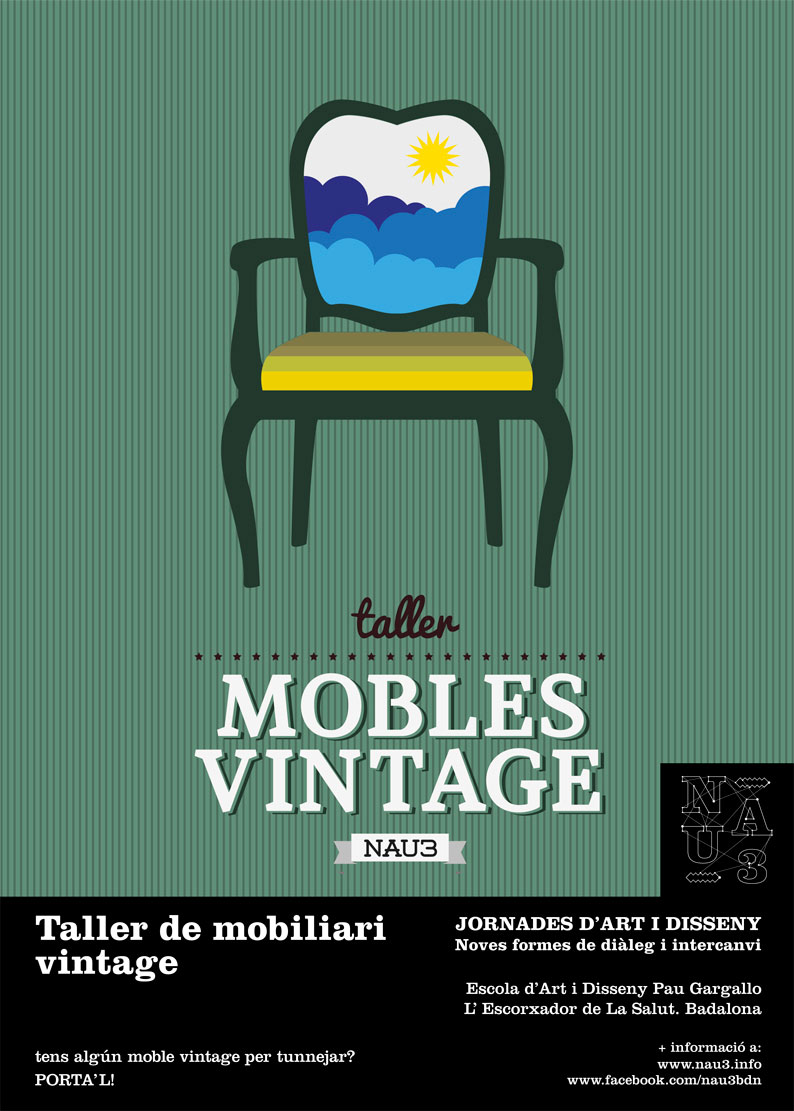 taller
MOBLES
VINTAGE
NAU3
NAU3
Taller de mobiliari
vintage
tens algún moble vintage per tunnejar?
PORTA'L!
JORNADES D'ART I DISSENY
Noves formes de diàleg i intercanvi
Escola d'Art i Disseny Pau Gargallo
L' Escorxador de La Salut. Badalona
+ informació a:
www.nau3.info
www.facebook.com/nau3bdn